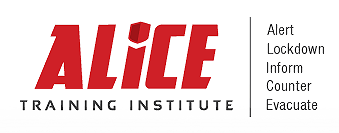 ALiCE
TRAINING INSTITUTE
Alert
Lockdown
Inform
Counter
Evacuate